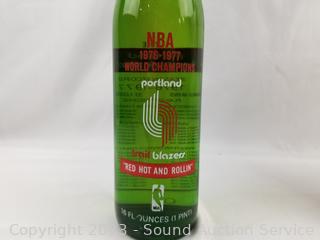 NBA
1976-1977
WORLD CHAMPIONS
portland
trail blazers
"RED HOT AND ROLLIN'"
16 FL. OUNCES (1 PINT)
Copyright 2023 - Sound Auction Service